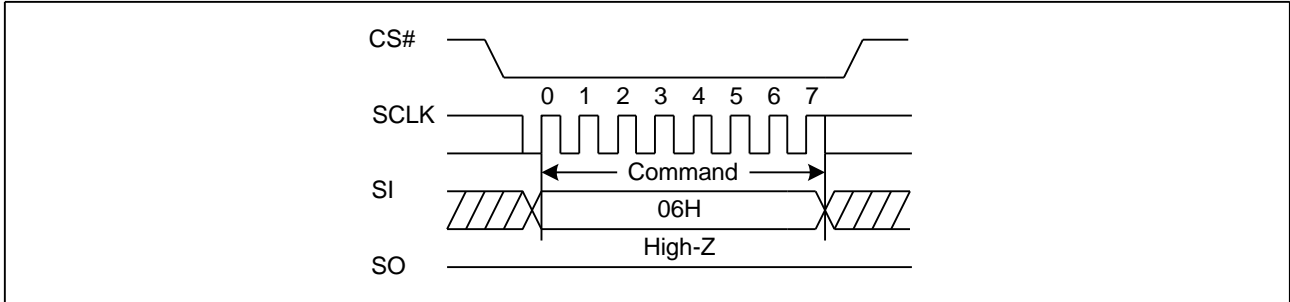 CS#
0 1 2 3 4 5 6 7
SCLK
Command
SI
06H
High-Z
SO